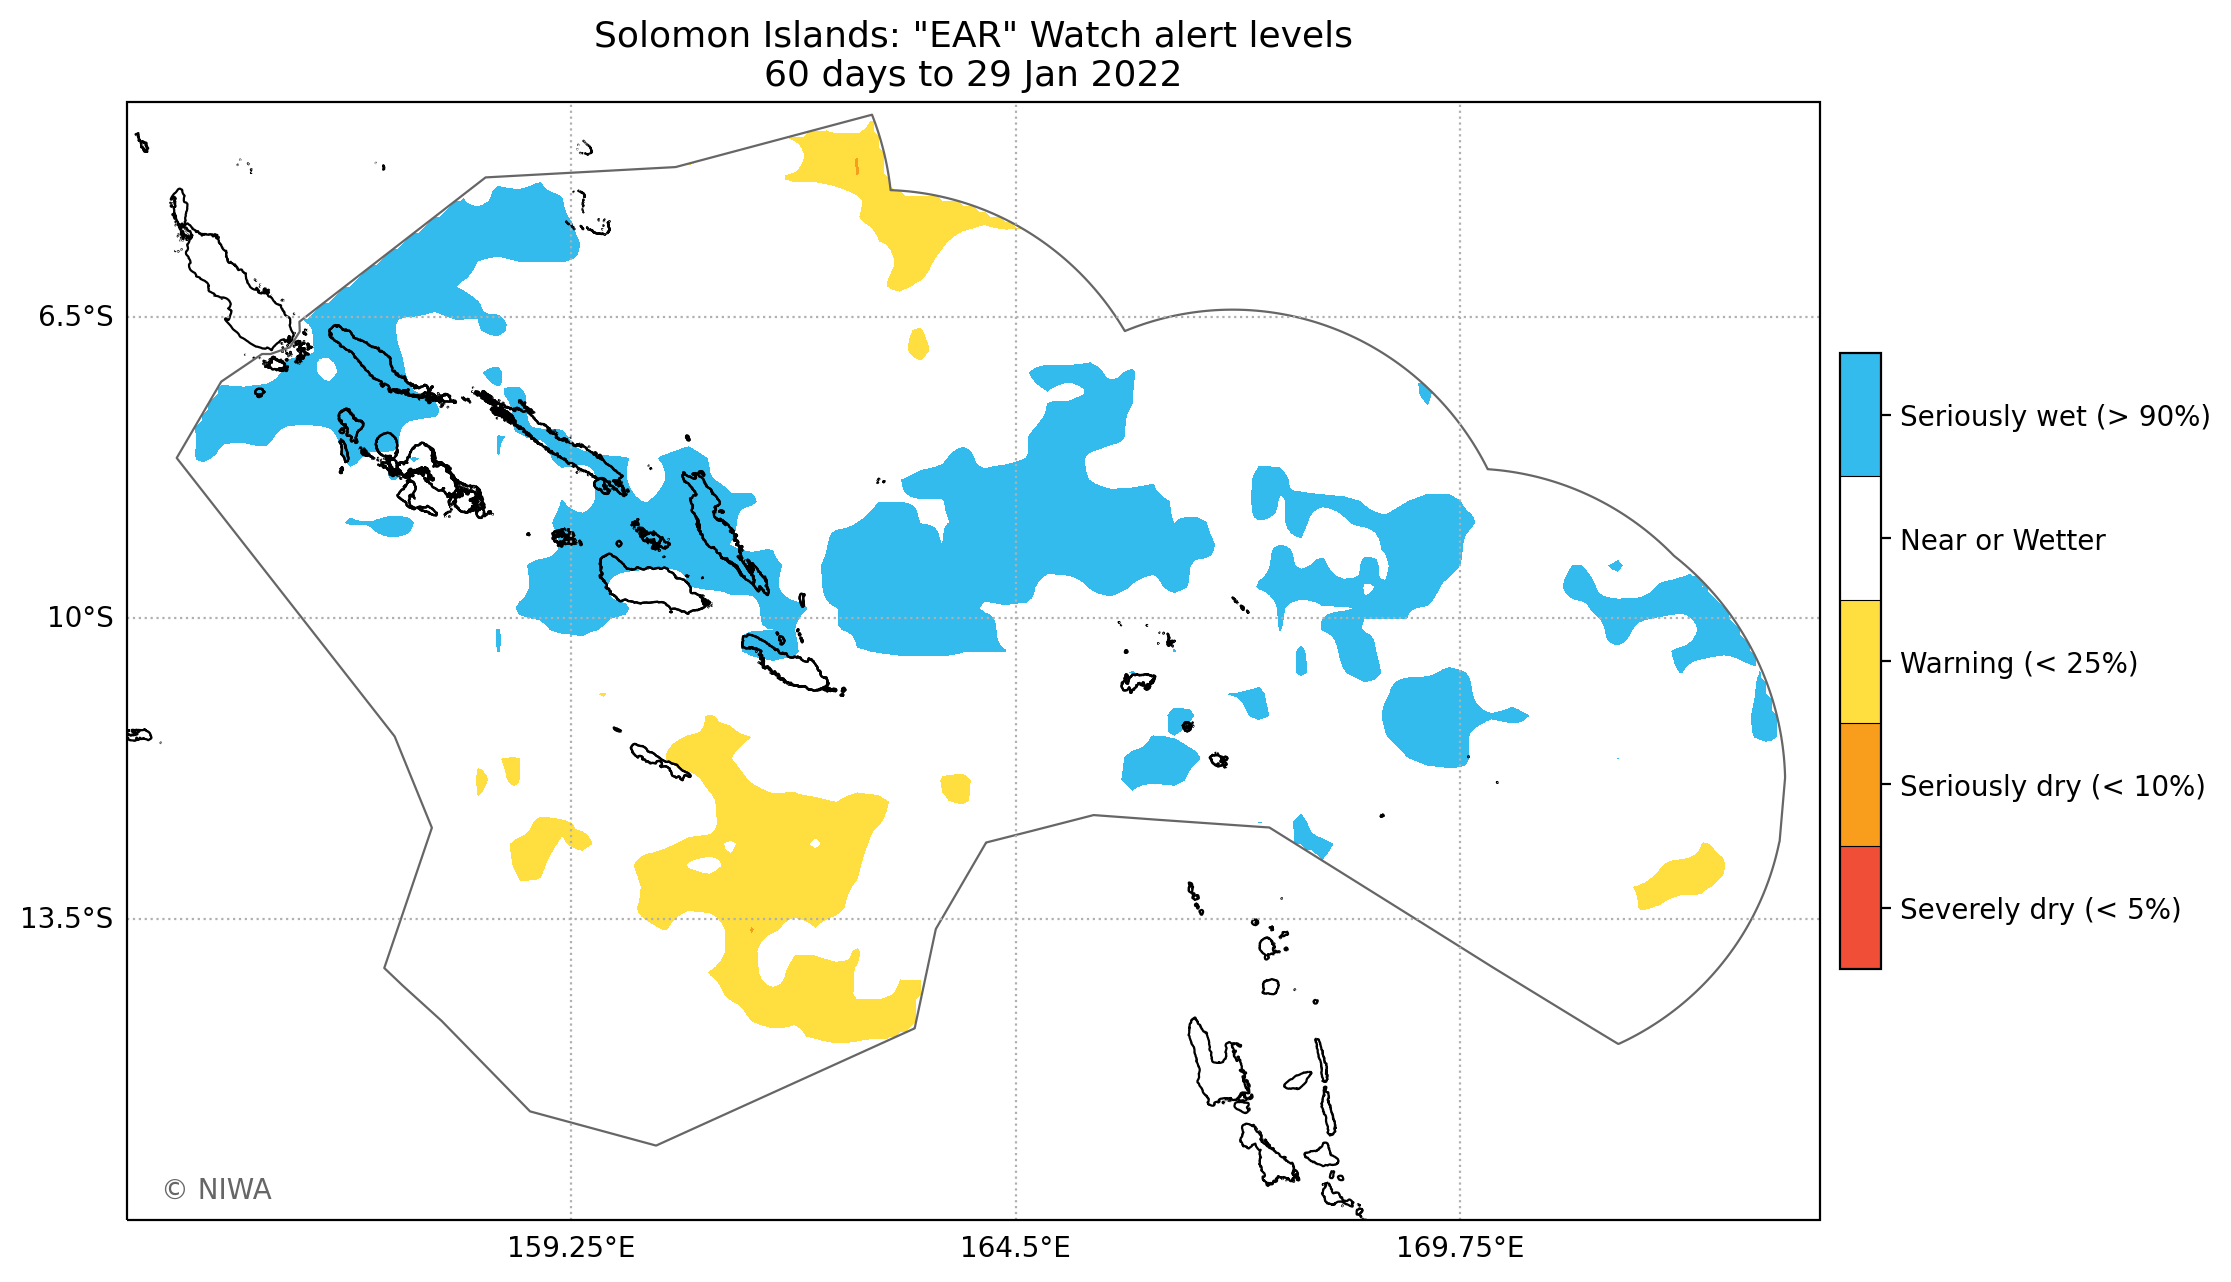 Solomon Islands: "EAR" Watch alert levels
60 days to 29 Jan 2022
6.5°S
10°S
13.5°S
159.25°E
164.5°E
169.75°E
Seriously wet (> 90%)
Near or Wetter
Warning (< 25%)
Seriously dry (< 10%)
Severely dry (< 5%)
© NIWA